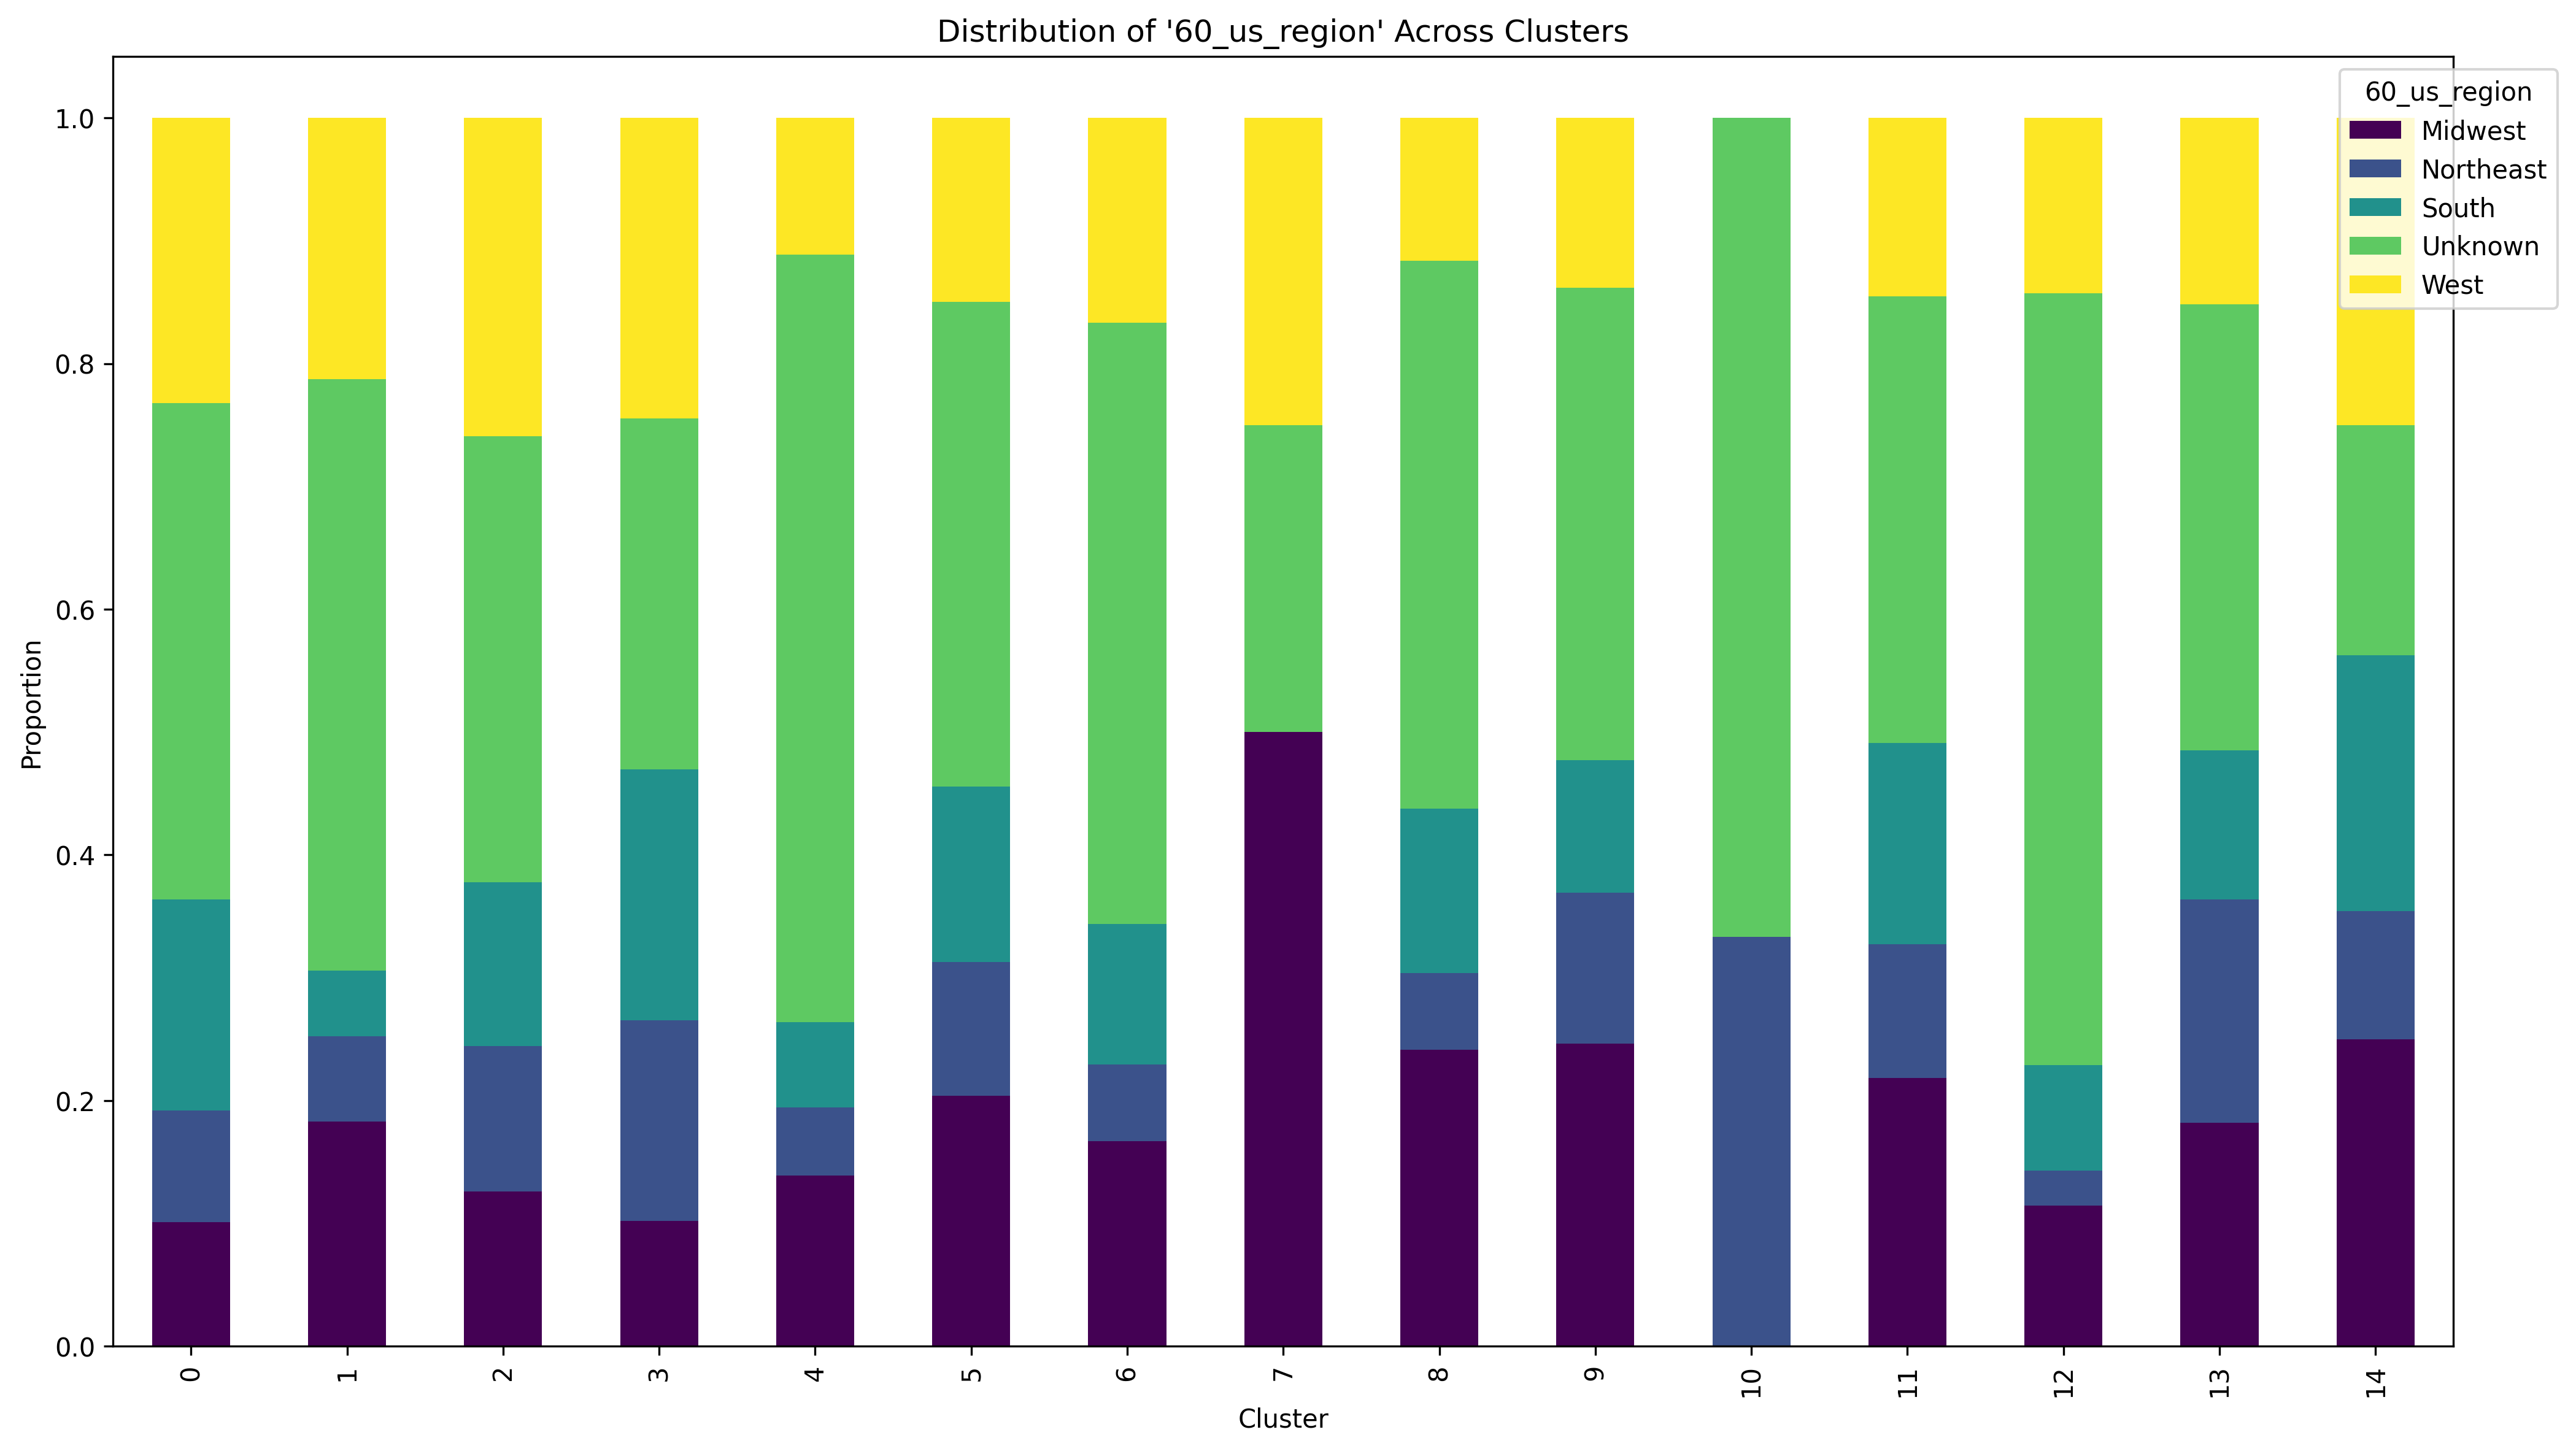 Distribution of '60_us_region' Across Clusters
60_us_region
Midwest
Northeast
South
Unknown
West
Proportion
1.0
0.8
0.6
0.4
0.2
0.0
0 1 2 3 4 5 6 7 8 9 10 11 12 13 14
Cluster